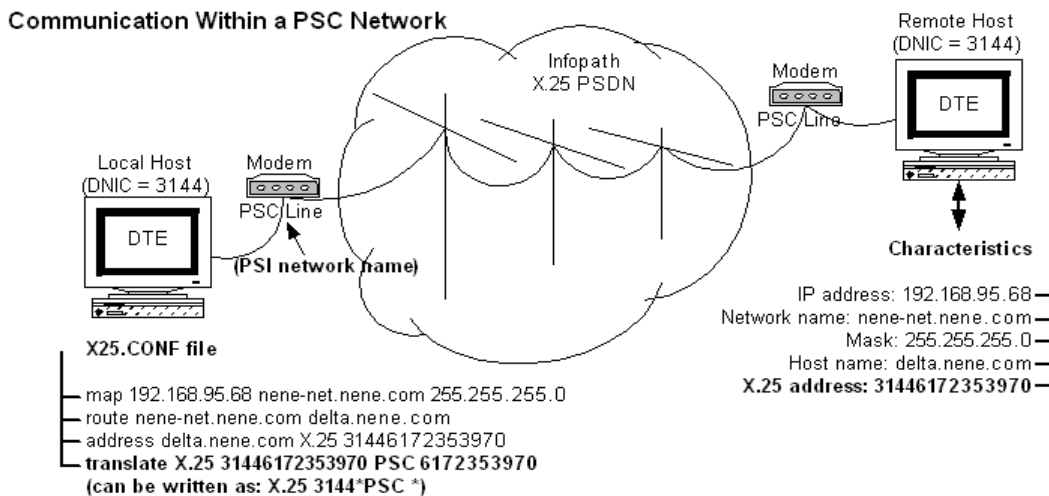 Communication Within a PSC Network
Remote Host
(DNIC = 3144)
Infopath
X.25 PSDN
Modem
DTE
PSC Line
Local Host
(DNIC = 3144)
Modem
PSC Line
DTE
(PSI network name)
Characteristics
IP address: 192.168.95.68
Network name: nene-net.nene.com
Mask: 255.255.255.0
Host name: delta.nene.com
X.25 address: 31446172353970
X25.CONF file
map 192.168.95.68 nene-net.nene.com 255.255.255.0
route nene-net.nene.com delta.nene.com
address delta.nene.com X.25 31446172353970
translate X.25 31446172353970 PSC 6172353970
(can be written as: X.25 3144*PSC *)